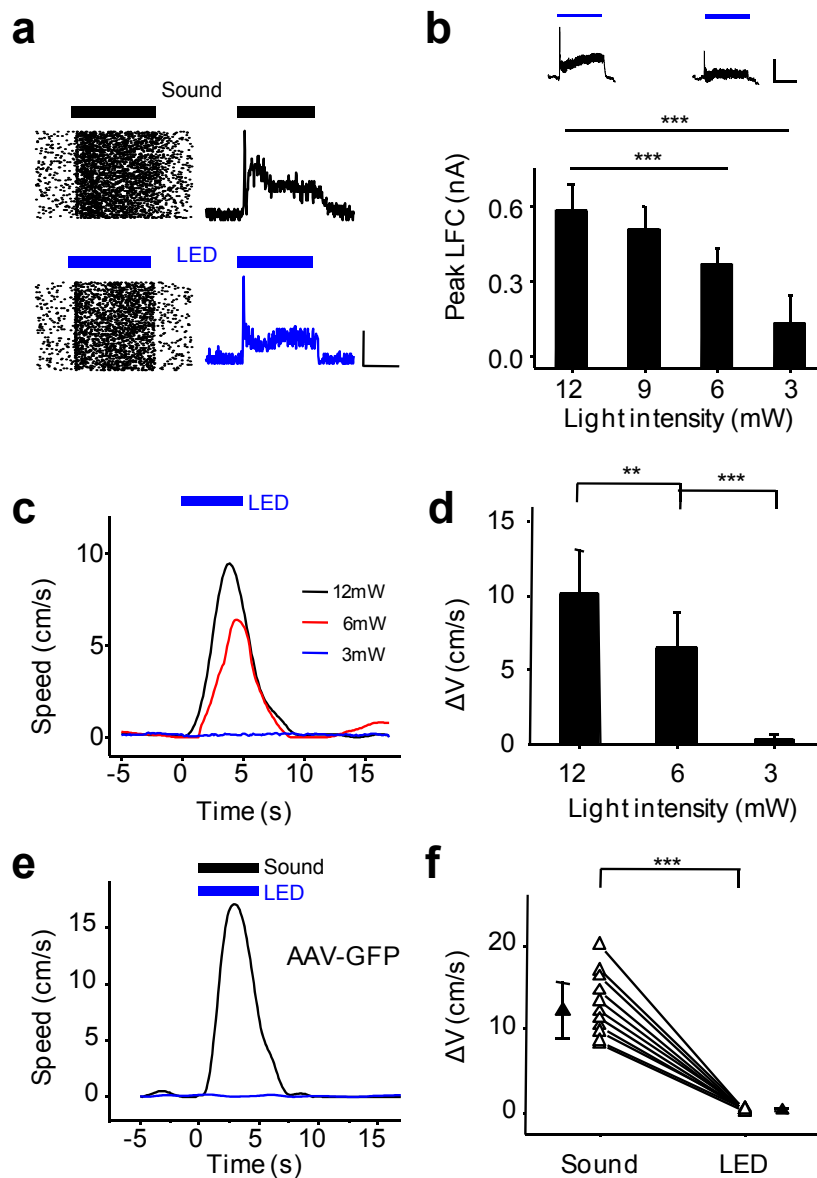 a
Sound
LED
b
***
***
Peak LFC (nA)
0.6
0.3
0.0
12 9 6 3
Light intensity (mW)
c
LED
Speed (cm/s)
10
5
0
12mW
6mW
3mW
-5 0 5 10 15
Time (s)
d
** ***
ΔV (cm/s)
15
10
5
0
12 6 3
Light intensity (mW)
e
Sound
LED
AAV-GFP
Speed (cm/s)
15
10
5
0
-5 0 5 10 15
Time (s)
f
***
ΔV (cm/s)
20
10
0
Sound LED